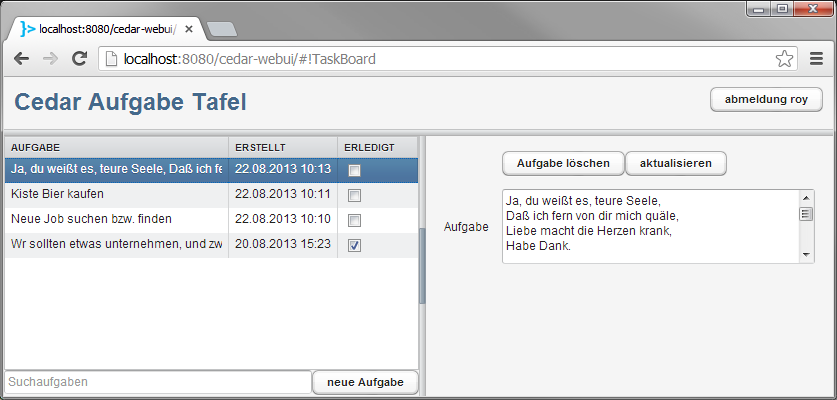 localhost:8080/cedar-webui/
localhost:8080/cedar-webui/#!TaskBoard
Cedar Aufgabe Tafel
abmeldung roy
AUFGABE ERSTELLT ERLEDIGT
Ja, du weißt es, teure Seele, Daß ich fe 22.08.2013 10:13
Kiste Bier kaufen 22.08.2013 10:11
Neue Job suchen bzw. finden 22.08.2013 10:10
Wr sollten etwas unternehmen, und zw 20.08.2013 15:23
Suchaufgaben neue Aufgabe
Aufgabe löschen aktualisieren
Aufgabe
Ja, du weißt es, teure Seele,
Daß ich fern von dir mich quäle,
Liebe macht die Herzen krank,
Habe Dank.